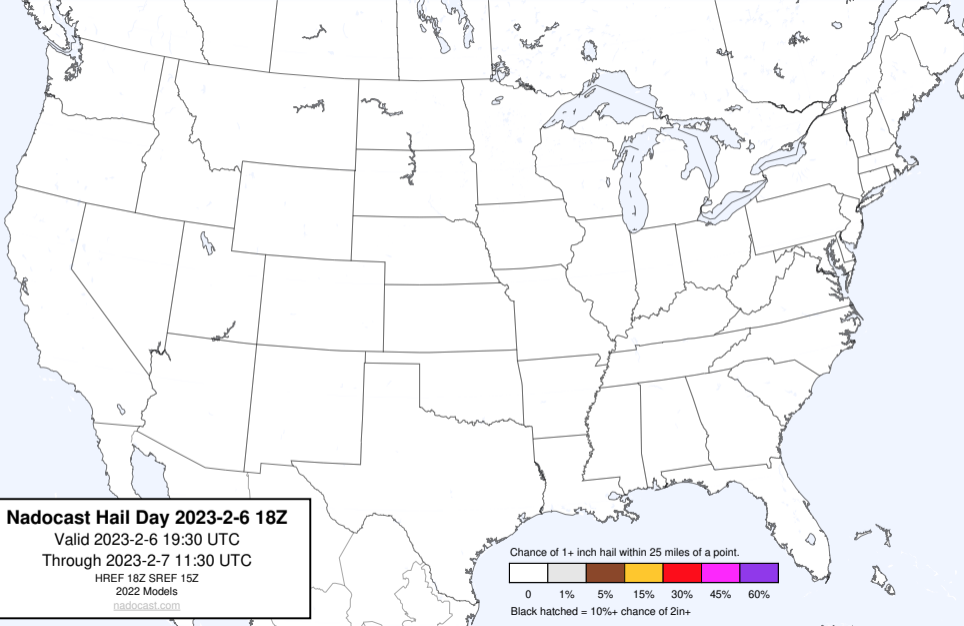 Nadocast Hail Day 2023-2-6 18Z
Valid 2023-2-6 19:30 UTC
Through 2023-2-7 11:30 UTC
HREF 18Z SREF 15Z
2022 Models
nadocast.com
Chance of 1+ inch hail within 25 miles of a point.
0 1% 5% 15% 30% 45% 60%
Black hatched = 10%+ chance of 2in+